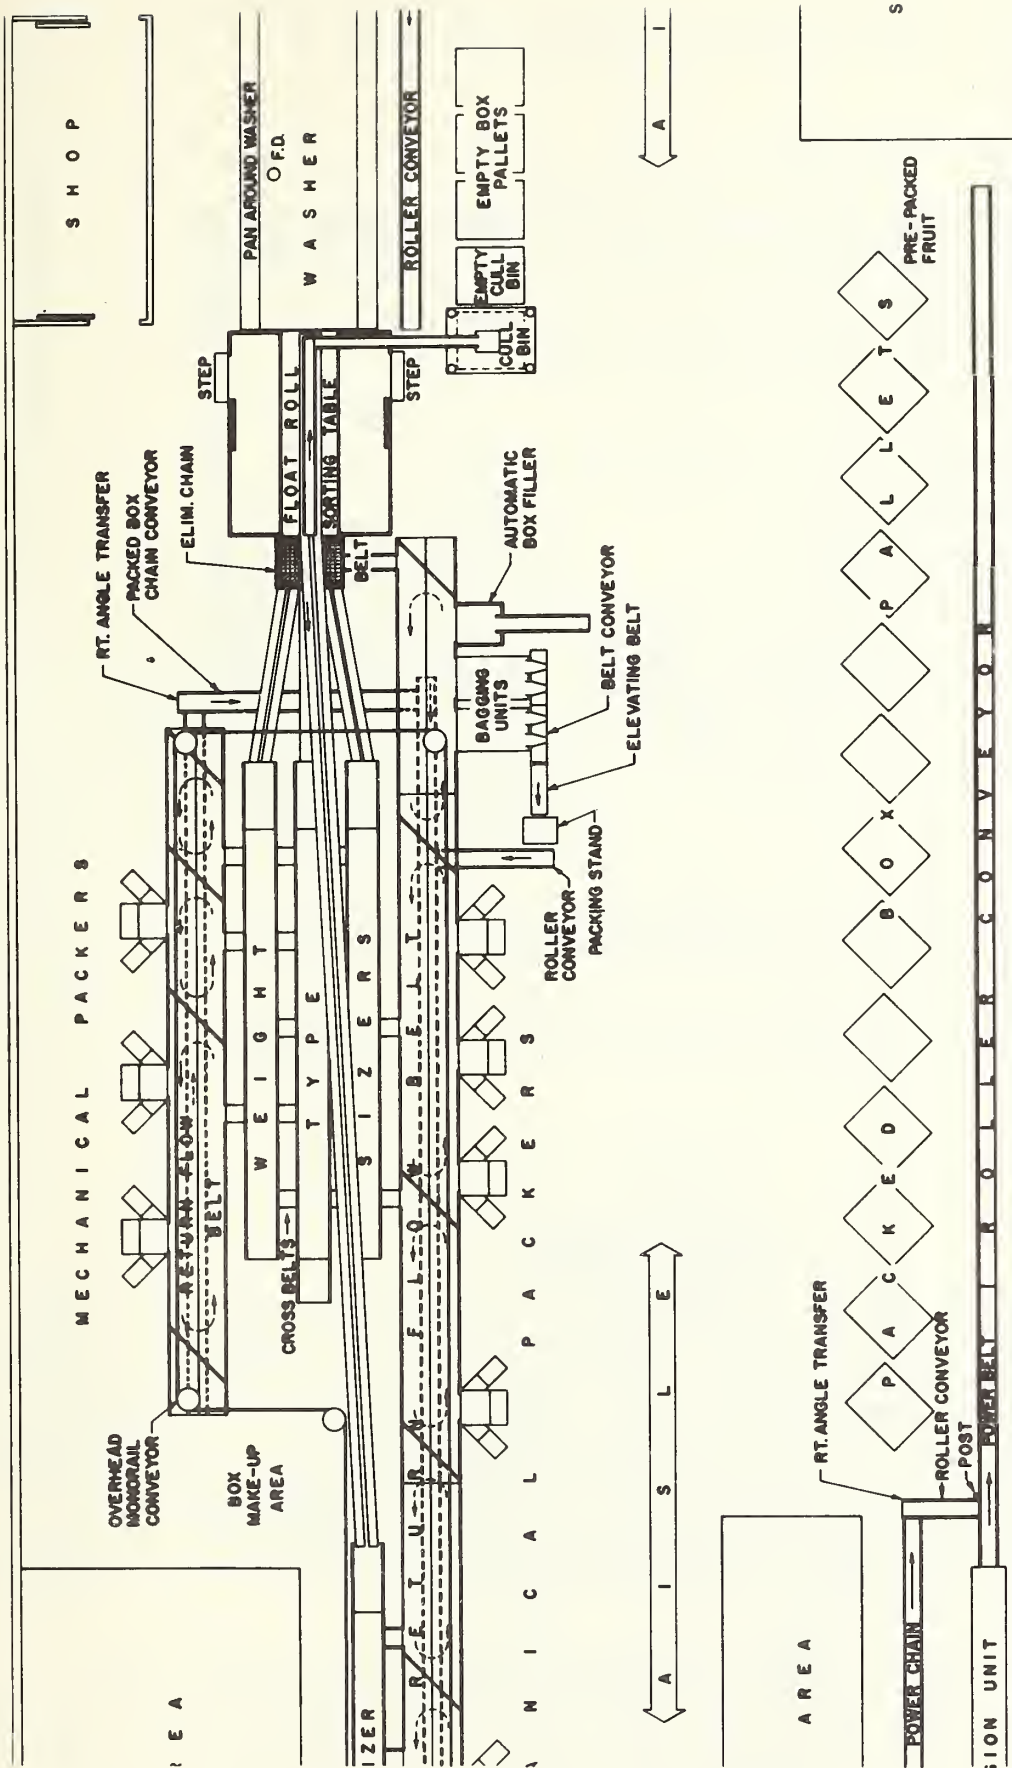 SHOP
PAN AROUND WASHER
F.D.
WASHER
ROLLER CONVEYOR
EMPTY BOX
PALLETS
EMPTY
CULL
BIN
CULL
BIN
STEP
STEP
FLOAT ROLL
SORTING TABLE
ELIM. CHAIN
BELT
RT. ANGLE TRANSFER
PACKED BOX
CHAIN CONVEYOR
AUTOMATIC
BOX FILLER
BAGGING
UNITS
BELT CONVEYOR
ELEVATING BELT
PACKING STAND
ROLLER
CONVEYOR
MECHANICAL PACKERS
RETURN FLOW
BELT
WEIGHT
TYPE
SIZERS
CROSS BELTS
RETURN FLOW BELT
OVERHEAD
MONORAIL
CONVEYOR
BOX
MAKE-UP
AREA
REA
IZER
ANICAL PACKERS
AISLE
AI
S
PRE-PACKED
FRUIT
PACKED BOX PALLETS
RT. ANGLE TRANSFER
ROLLER CONVEYOR
POST
POWER BELT
ROLLER CONVEYOR
POWER CHAIN
AREA
SION UNIT